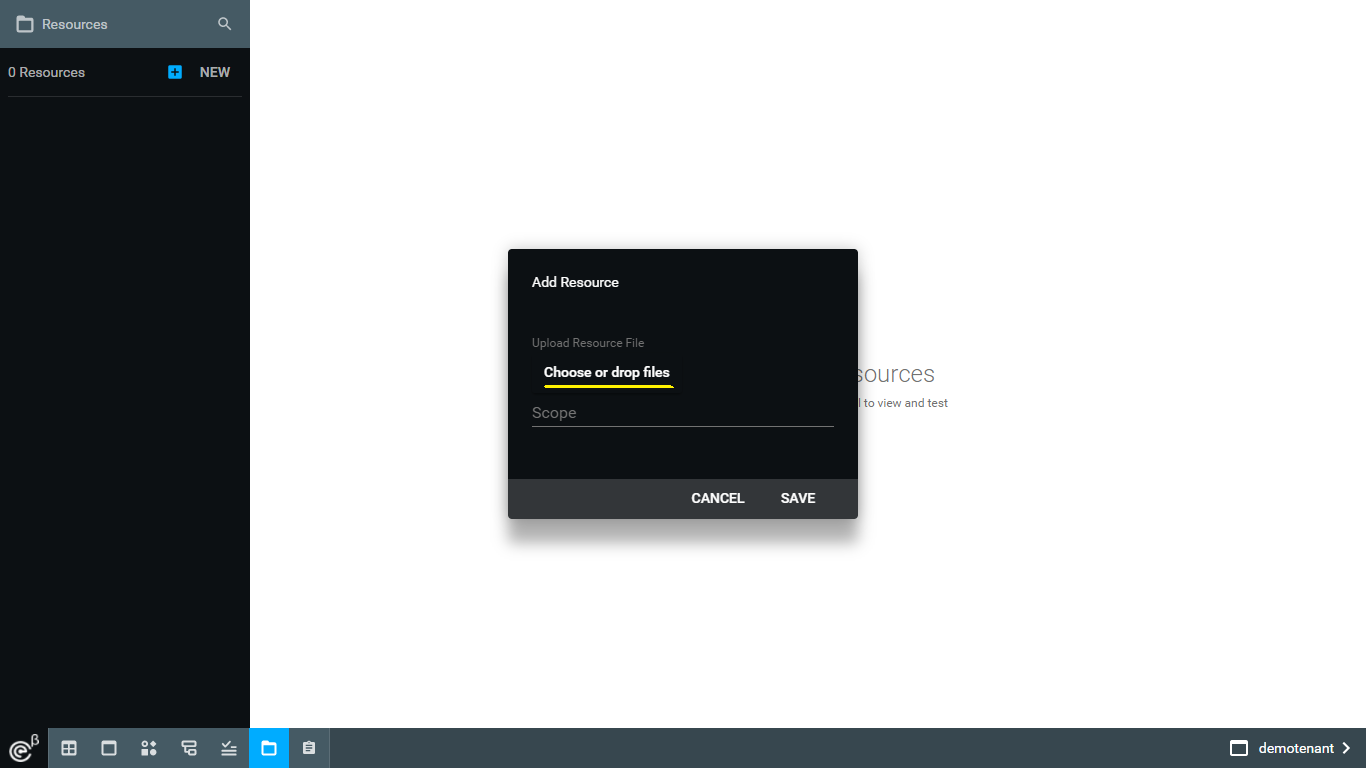 Resources
0 Resources
NEW
Add Resource
Upload Resource File
Choose or drop files
Scope
CANCEL
SAVE
sources
to view and test
β
demotenant